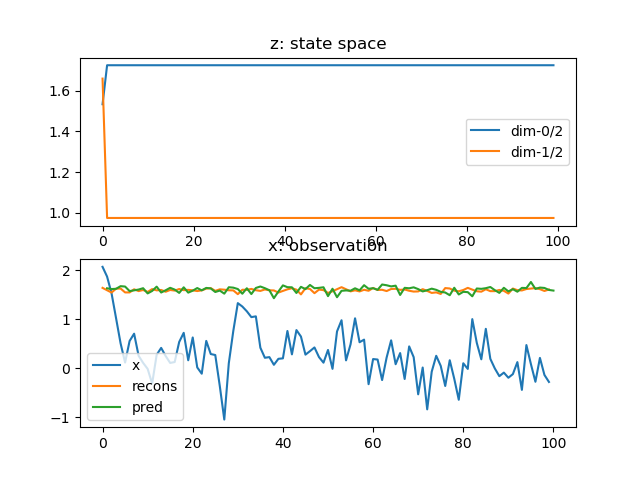 z: state space
1.6
1.4
1.2
1.0
dim-0/2
dim-1/2
0 20 40 60 80 100
x: observation
2
1
0
−1
x
recons
pred
0 20 40 60 80 100